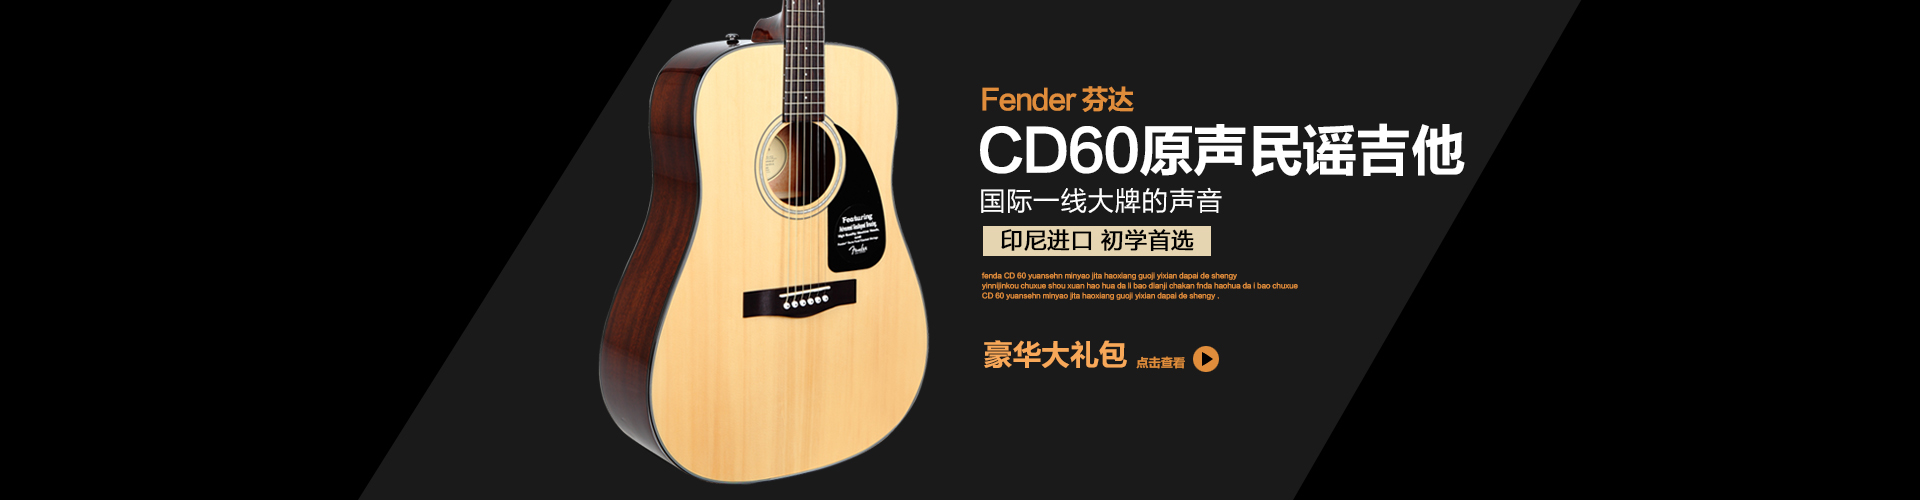 Fender 芬达
CD60原声民谣吉他
国际一线大牌的声音
印尼进口 初学首选
fenda CD 60 yuansehn minyao jita haoxiang guoji yixian dapai de shengy
yinnijinkou chuxue shou xuan hao hua da li bao dianji chakan fnda haohua da l bao chuxue
CD 60 yuansehn minyao jita haoxiang guoji yixian dapai de shengy .
豪华大礼包 点击查看
Featuring
Fender